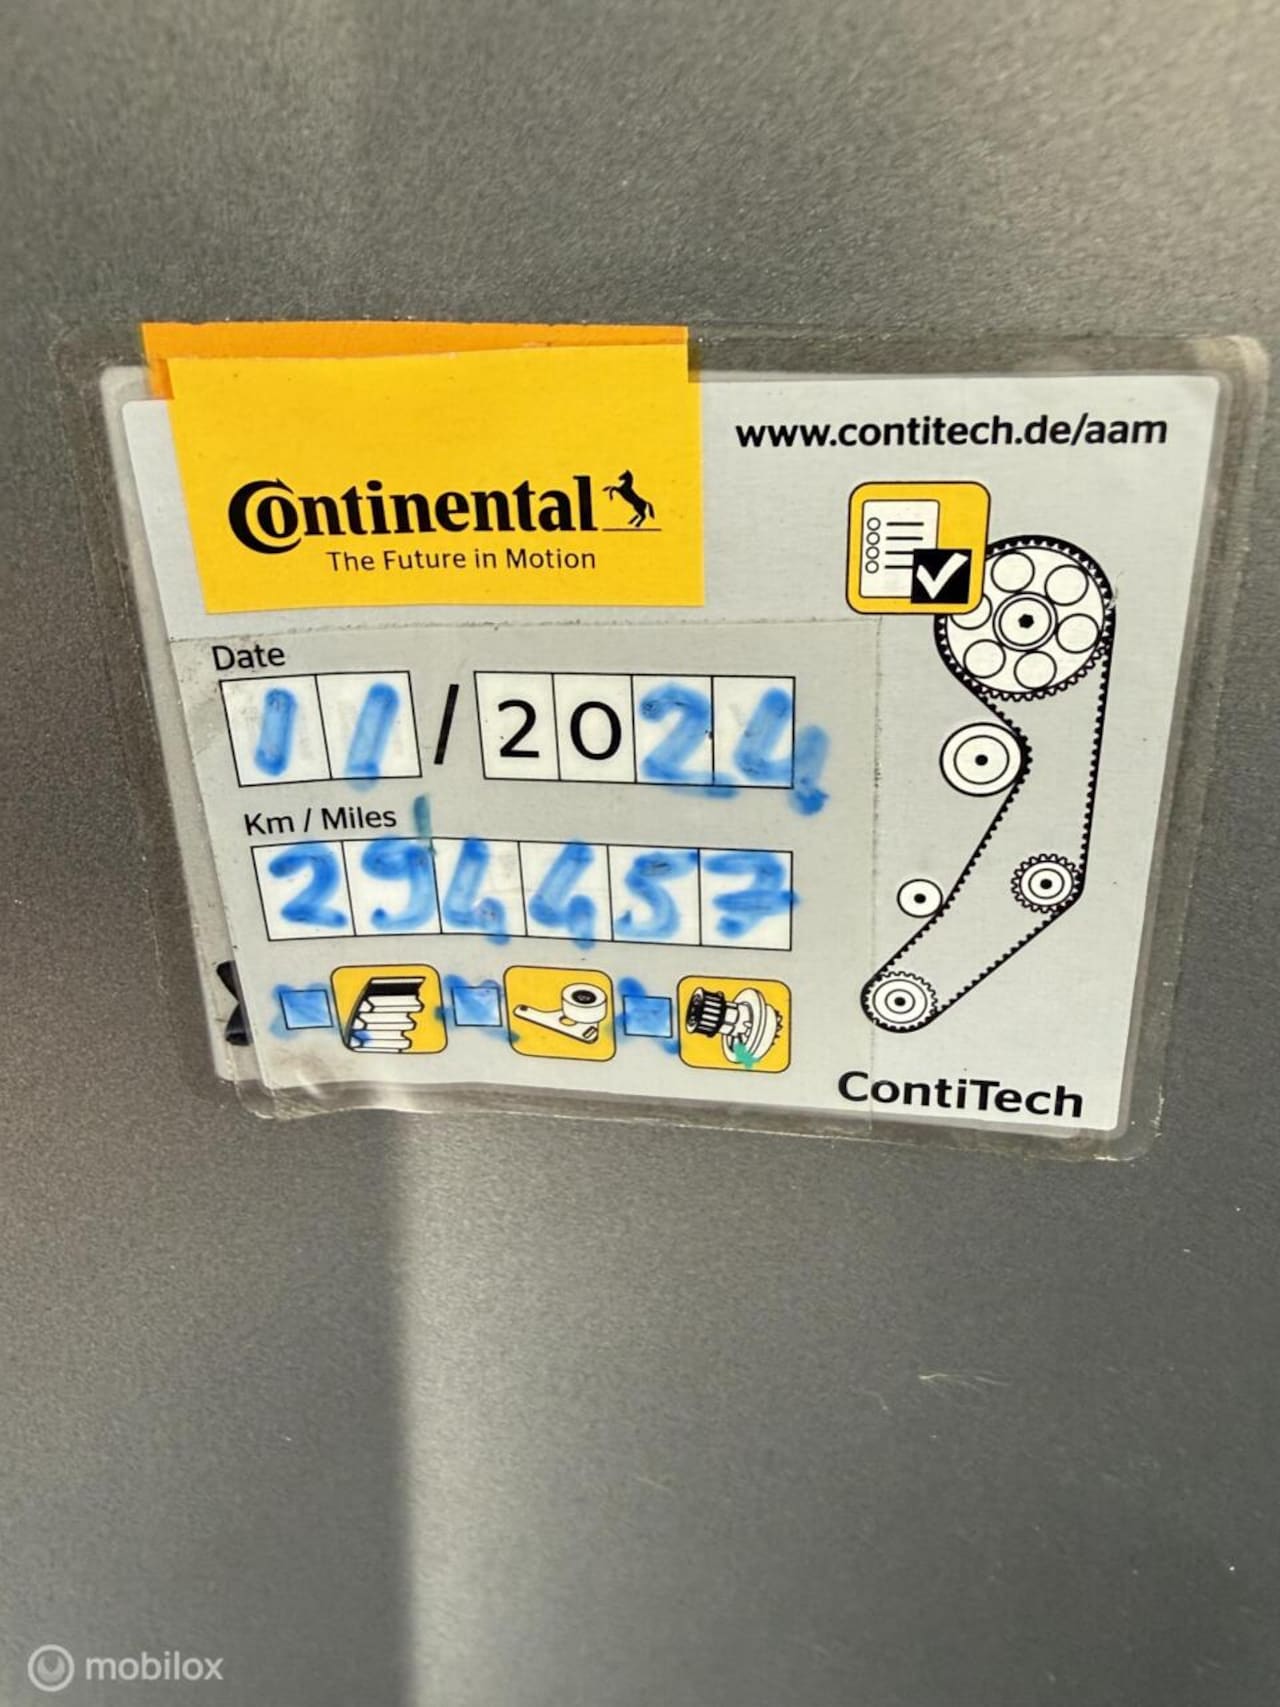 www.contitech.de/aam
Continental
The Future in Motion
Date
11/2024
Km / Miles
294457
ContiTech
mobilox